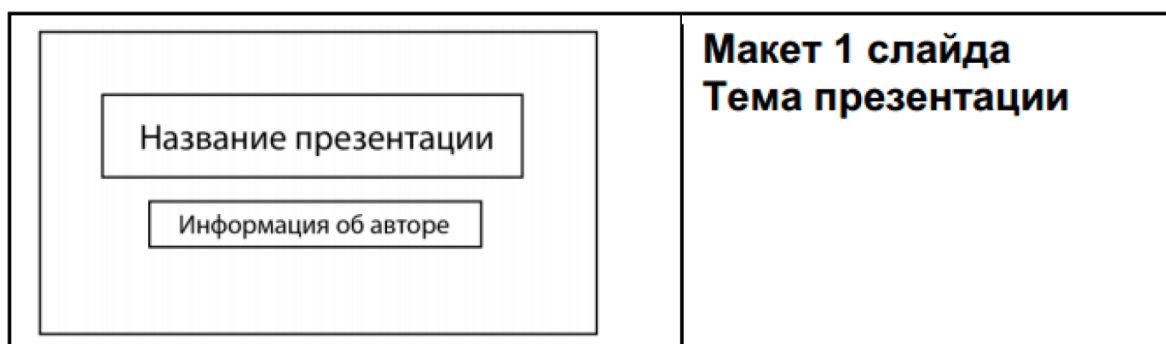 Название презентации
Информация об авторе
Макет 1 слайда
Тема презентации